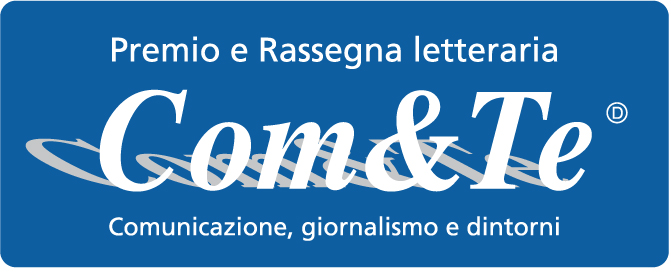 Premio e Rassegna letteraria
Com&Te Ⓓ
Comunicazione, giornalismo e dintorni